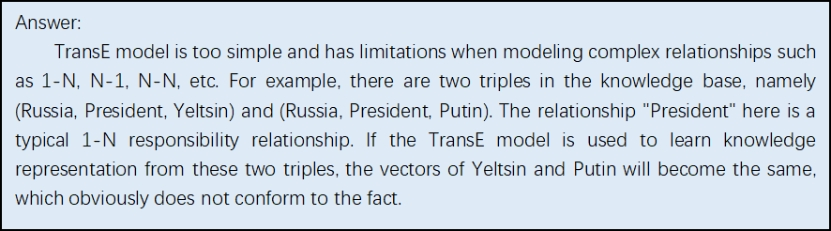 Answer:
TransE model is too simple and has limitations when modeling complex relationships such
as 1-N, N-1, N-N, etc. For example, there are two triples in the knowledge base, namely
(Russia, President, Yeltsin) and (Russia, President, Putin). The relationship "President" here is a
typical 1-N responsibility relationship. If the TransE model is used to learn knowledge
representation from these two triples, the vectors of Yeltsin and Putin will become the same,
which obviously does not conform to the fact.